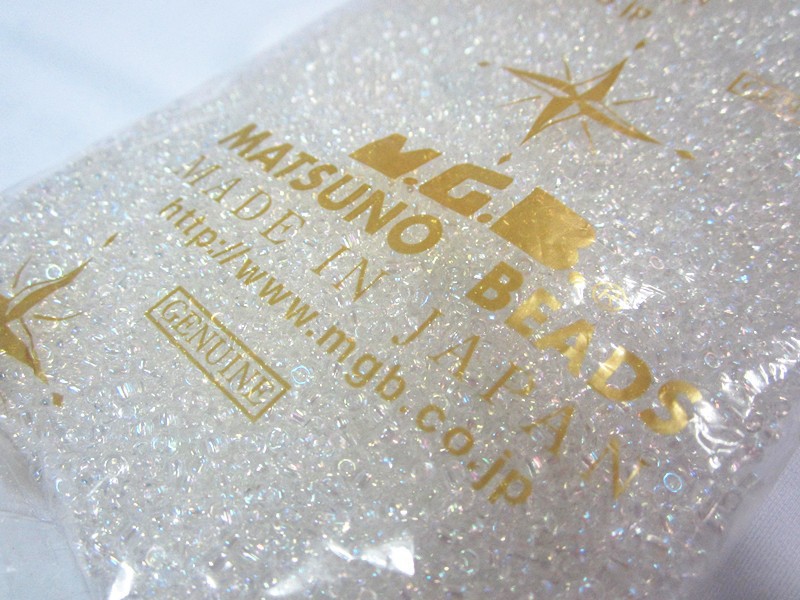 M.G.B.®
MATSUNO BEADS
MADE IN JAPAN
http://www.mgb.co.jp
GENUINE